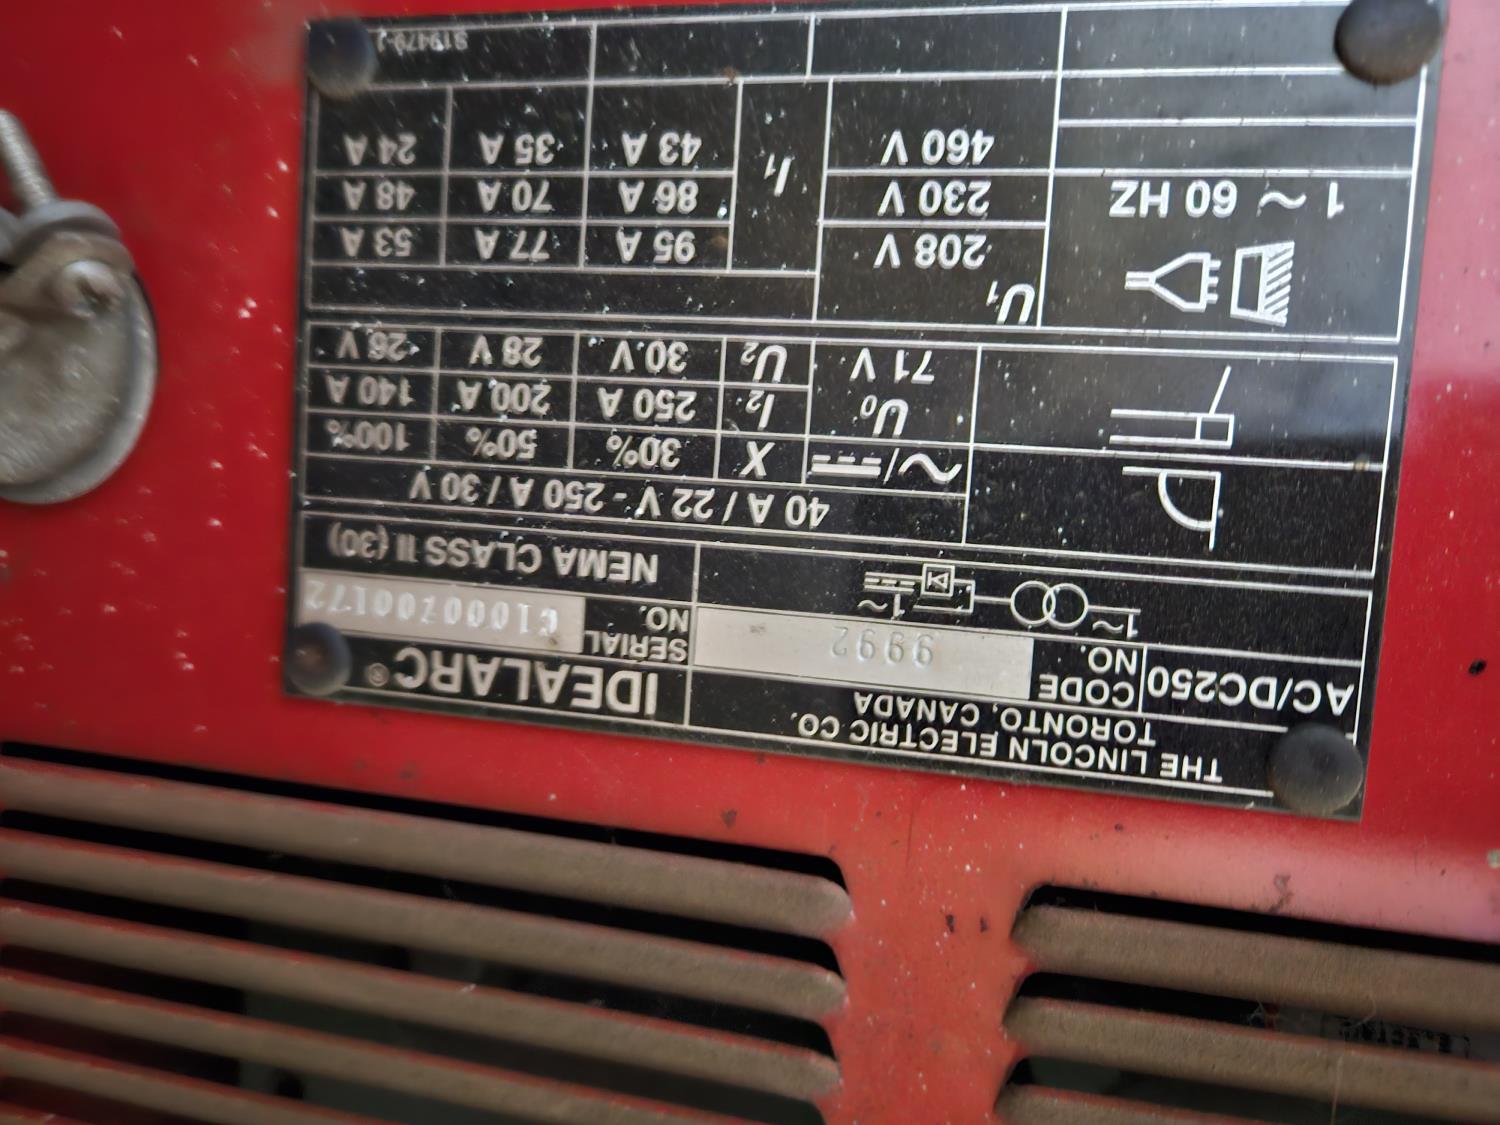 THE LINCOLN ELECTRIC CO.
TORONTO, CANADA
IDEALARC®
AC/DC250
CODE NO.
9992
SERIAL NO.
C1000700172
1~
1~
NEMA CLASS II (30)
40 A / 22 V - 250 A / 30 V
X 30% 50% 100%
U0 I2 250 A 200 A 140 A
71 V U2 30 V 28 V 26 V
U1
208 V 95 A 77 A 53 A
1 ~ 60 HZ 230 V I1 86 A 70 A 48 A
460 V 43 A 35 A 24 A
S19479-J